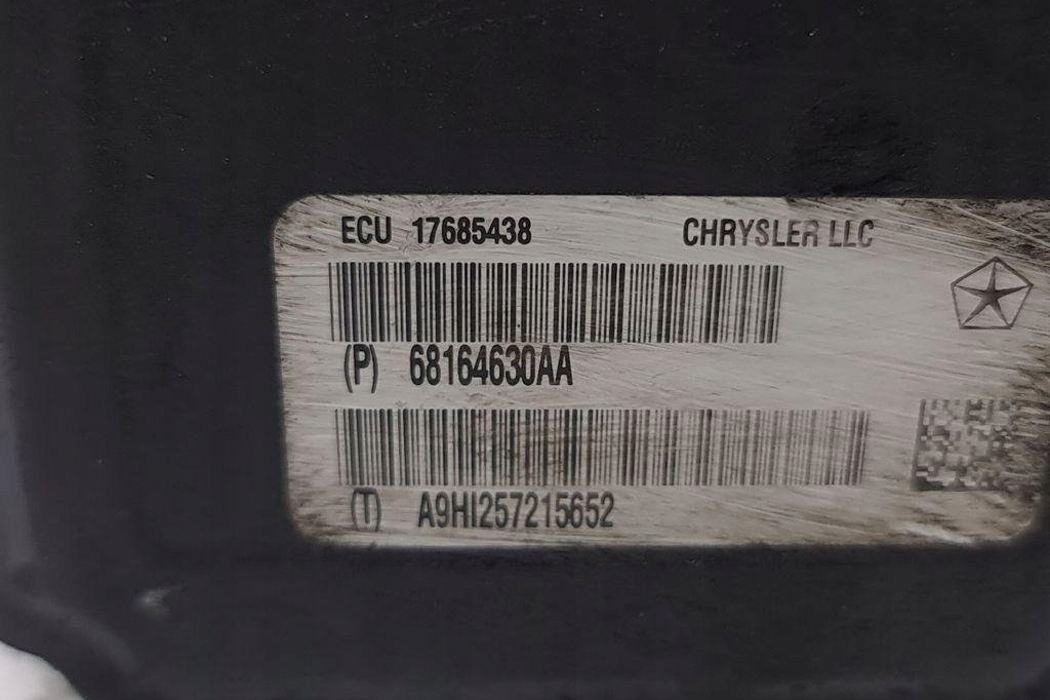 ECU 17685438 CHRYSLER LLC
(P) 68164630AA
(T) A9HI257215652